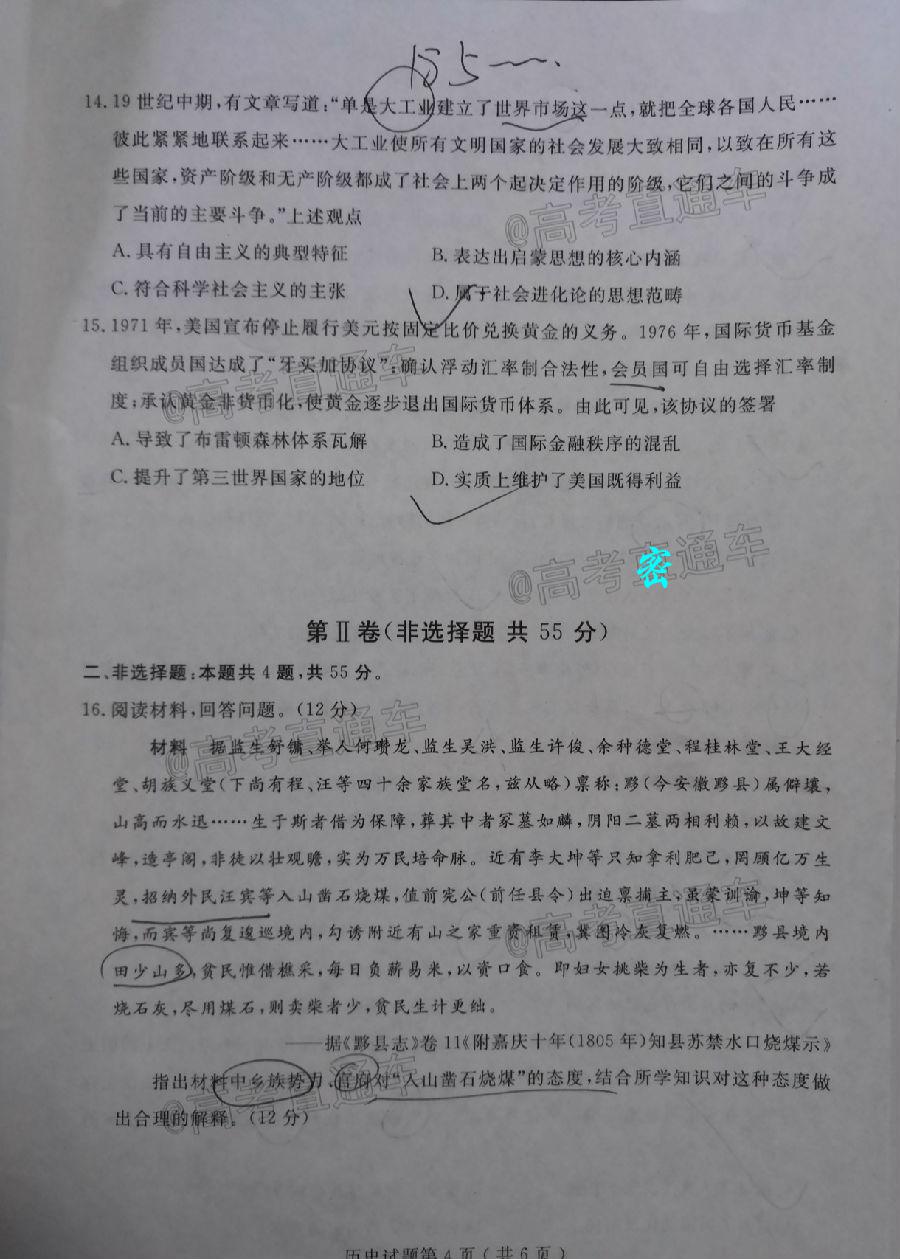 155
14.19世纪中期,有文章写道:“单是大工业建立了世界市场这一点,就把全球各国人民……
彼此紧紧地联系起来……大工业使所有文明国家的社会发展大致相同,以致在所有这
些国家,资产阶级和无产阶级都成了社会上两个起决定作用的阶级,它们之间的斗争成
了当前的主要斗争。”上述观点
@高考直通车
A.具有自由主义的典型特征 B.表达出启蒙思想的核心内涵
C.符合科学社会主义的主张 D.属于社会进化论的思想范畴
15.1971年,美国宣布停止履行美元按固定比价兑换黄金的义务。1976年,国际货币基金
组织成员国达成了“牙买加协议”:确认浮动汇率制合法性,会员国可自由选择汇率制
度;承认黄金非货币化,使黄金逐步退出国际货币体系。由此可见,该协议的签署
@高考直通车
A.导致了布雷顿森林体系瓦解 B.造成了国际金融秩序的混乱
C.提升了第三世界国家的地位 D.实质上维护了美国既得利益
@高考直通车
密
第Ⅱ卷(非选择题 共55分)
二、非选择题:本题共4题,共55分。
16.阅读材料,回答问题。(12分)
@高考直通车
材料 据监生舒镛、举人何瓒龙、监生吴洪、监生许俊、余种德堂、程桂林堂、王大经
堂、胡族义堂(下尚有程、汪等四十余家族堂名,兹从略)禀称:黟(今安徽黟县)属僻壤,
山高而水迅……生于斯者借为保障,葬其中者冢墓如麟,阴阳二墓两相利赖,以故建文
峰,造亭阁,非徒以壮观瞻,实为万民培命脉。近有李大坤等只知拿利肥己,罔顾亿万生
灵,招纳外民汪宾等入山凿石烧煤,值前宪公(前任县令)出迫禀捕主,虽蒙训谕,坤等知
悔,而宾等尚复逡巡境内,勾诱附近有山之家重资租赁,冀图冷灰复燃。……黟县境内
@高考直通车
田少山多,贫民惟借樵采,每日负薪易米,以资口食。即妇女挑柴为生者,亦复不少,若
烧石灰,尽用煤石,则卖柴者少,贫民生计更绌。
——据《黟县志》卷11《附嘉庆十年(1805年)知县苏禁水口烧煤示》
指出材料中乡族势力、官府对“入山凿石烧煤”的态度,结合所学知识对这种态度做
出合理的解释。(12分)
@高考直通车
历史试题第4页(共6页)